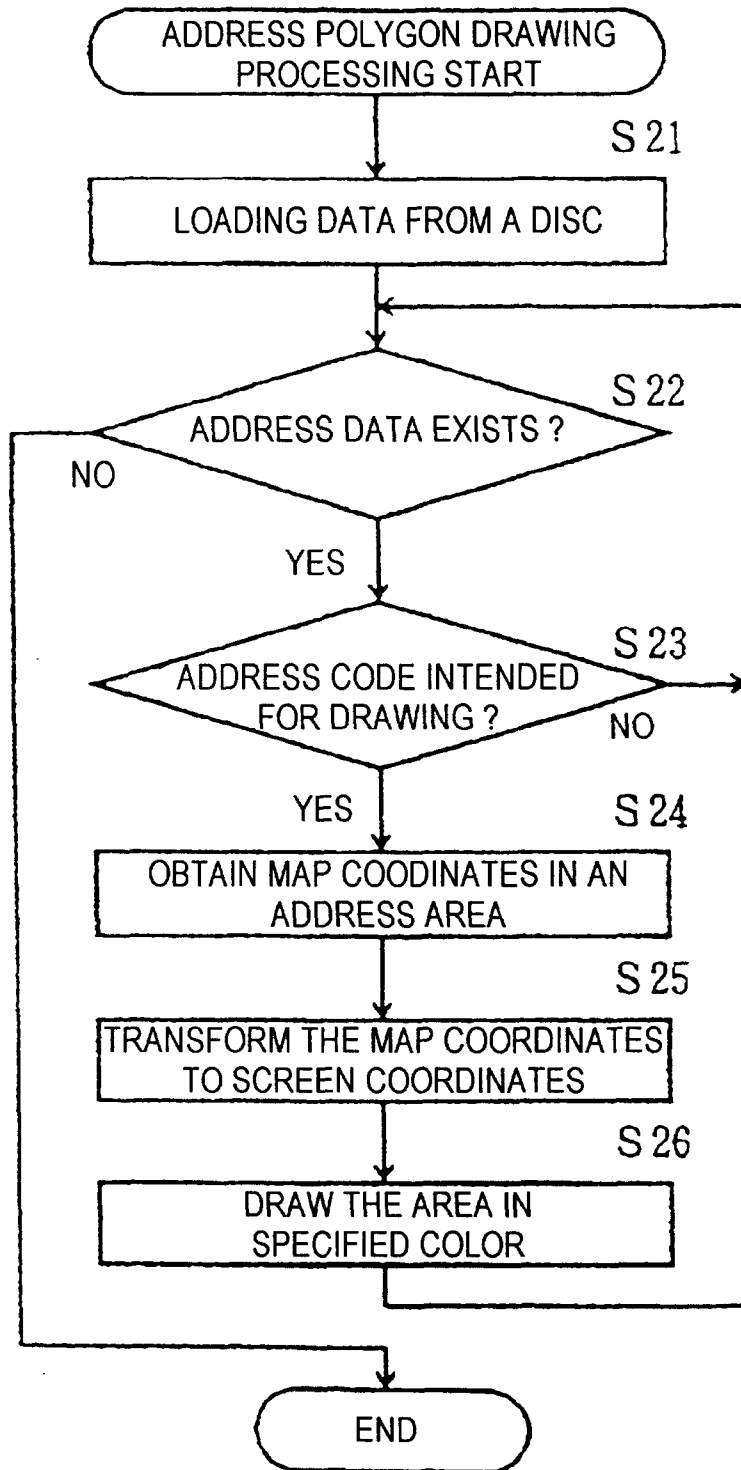 ADDRESS POLYGON DRAWING
PROCESSING START
S 21
LOADING DATA FROM A DISC
S 22
ADDRESS DATA EXISTS ?
NO
YES
S 23
ADDRESS CODE INTENDED
FOR DRAWING ?
NO
YES
S 24
OBTAIN MAP COODINATES IN AN
ADDRESS AREA
S 25
TRANSFORM THE MAP COORDINATES
TO SCREEN COORDINATES
S 26
DRAW THE AREA IN
SPECIFIED COLOR
END